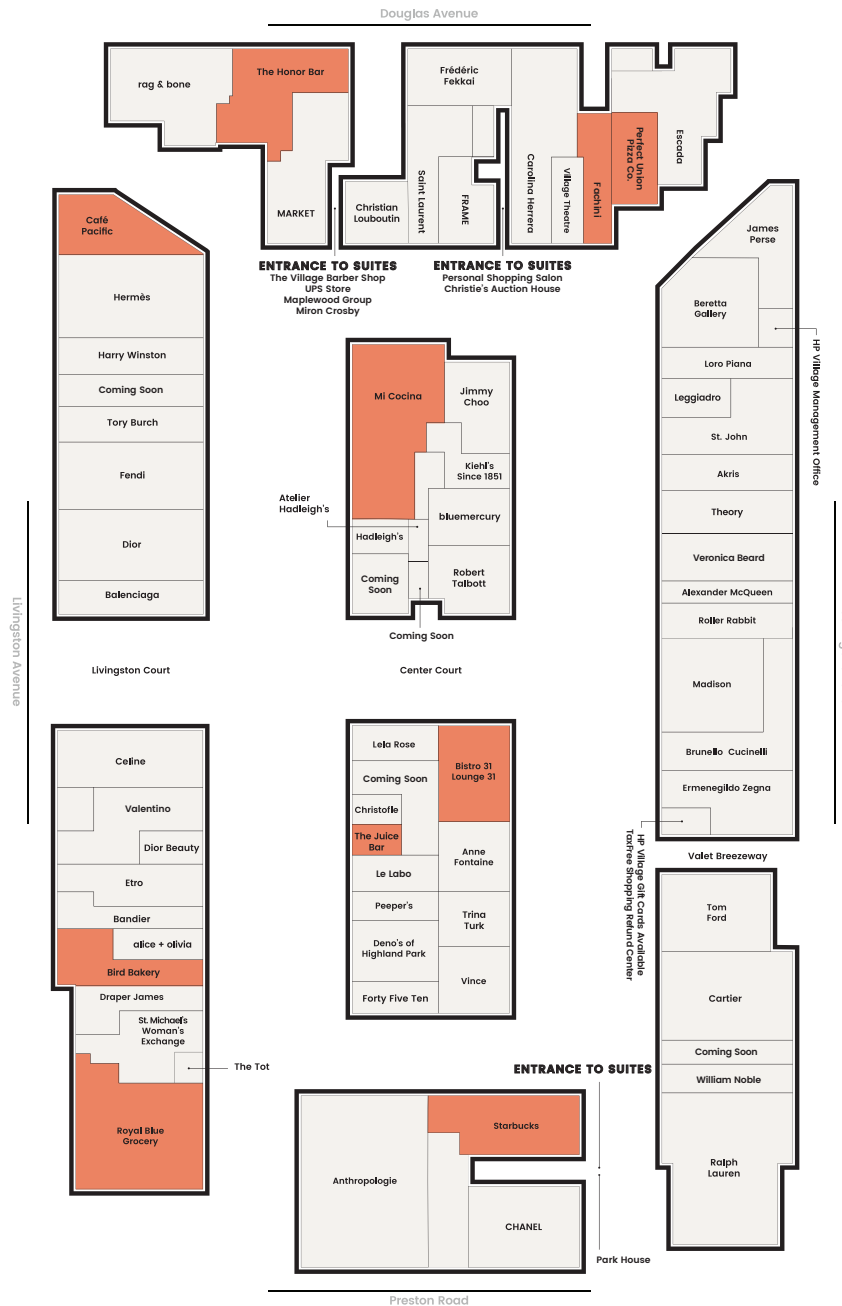 Douglas Avenue
rag & bone
The Honor Bar
MARKET
Frédéric
Fekkai
Christian
Louboutin
Saint Laurent
FRAME
Carolina Herrera
Village Theatre
Fachini
Perfect Union
Pizza Co.
Escada
ENTRANCE TO SUITES
The Village Barber Shop
UPS Store
Maplewood Group
Miron Crosby
ENTRANCE TO SUITES
Personal Shopping Salon
Christie's Auction House
Café
Pacific
Hermès
Harry Winston
Coming Soon
Tory Burch
Fendi
Dior
Balenciaga
Mi Cocina
Jimmy
Choo
Kiehl's
Since 1851
Atelier
Hadleigh's
bluemercury
Hadleigh's
Coming
Soon
Robert
Talbott
Coming Soon
James
Perse
Beretta
Gallery
HP Village Management Office
Loro Piana
Leggiadro
St. John
Akris
Theory
Veronica Beard
Alexander McQueen
Roller Rabbit
Madison
Brunello Cucinelli
Ermenegildo Zegna
HP Village Gift Cards Available
TaxFree Shopping Refund Center
Livingston Avenue
Livingston Court
Center Court
Valet Breezeway
Celine
Valentino
Dior Beauty
Etro
Bandier
alice + olivia
Bird Bakery
Draper James
St. Michael's
Woman's
Exchange
The Tot
Royal Blue
Grocery
Lela Rose
Bistro 31
Lounge 31
Coming Soon
Christofle
The Juice
Bar
Anne
Fontaine
Le Labo
Peeper's
Trina
Turk
Deno's of
Highland Park
Vince
Forty Five Ten
Tom
Ford
Cartier
Coming Soon
William Noble
Ralph
Lauren
ENTRANCE TO SUITES
Starbucks
Anthropologie
CHANEL
Park House
Preston Road